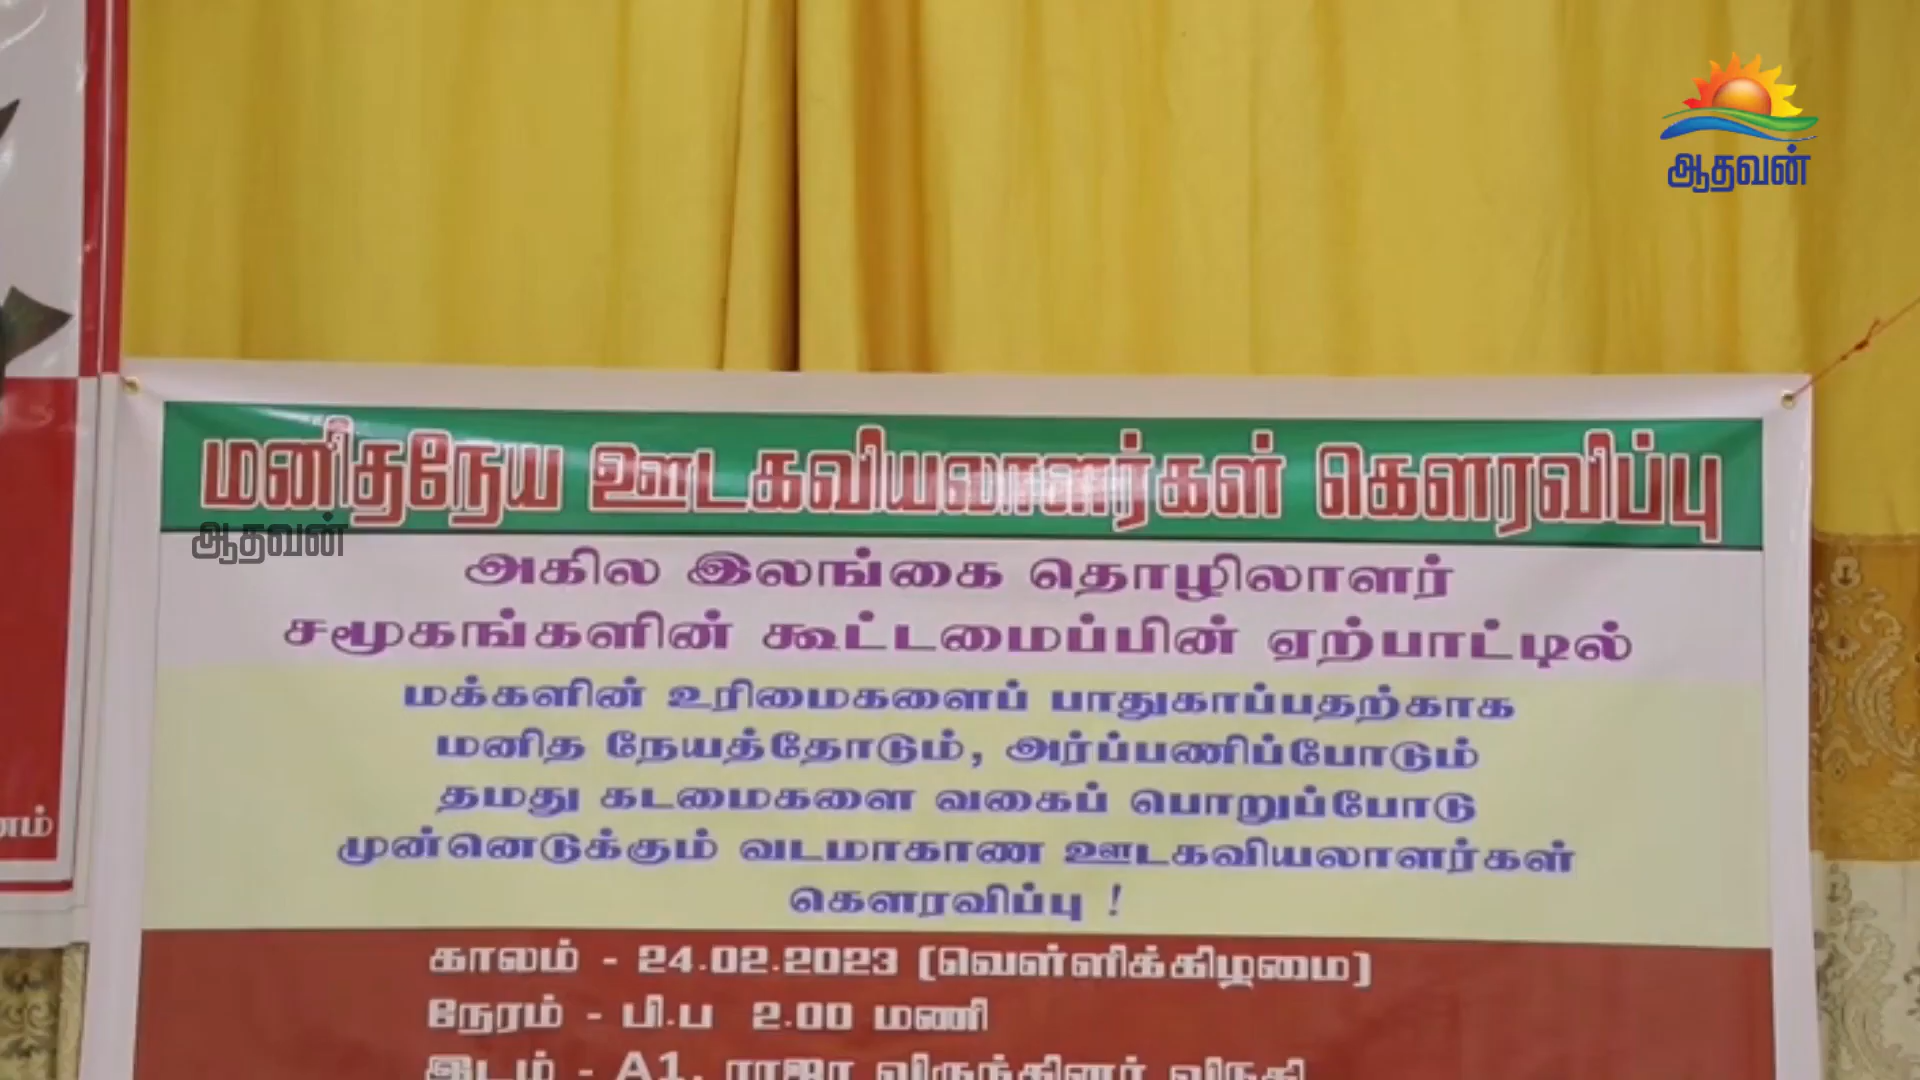 ஆதவன்
மனிதநேய ஊடகவியலாளர்கள் கௌரவிப்பு
ஆதவன்
அகில இலங்கை தொழிலாளர்
சமூகங்களின் கூட்டமைப்பின் ஏற்பாட்டில்
மக்களின் உரிமைகளைப் பாதுகாப்பதற்காக
மனித நேயத்தோடும், அர்ப்பணிப்போடும்
தமது கடமைகளை வகைப் பொறுப்போடு
முன்னெடுக்கும் வடமாகாண ஊடகவியலாளர்கள்
கௌரவிப்பு !
காலம் - 24.02.2023 (வெள்ளிக்கிழமை)
நேரம் - பி.ப 2.00 மணி
இடம் - A1, ராஜா